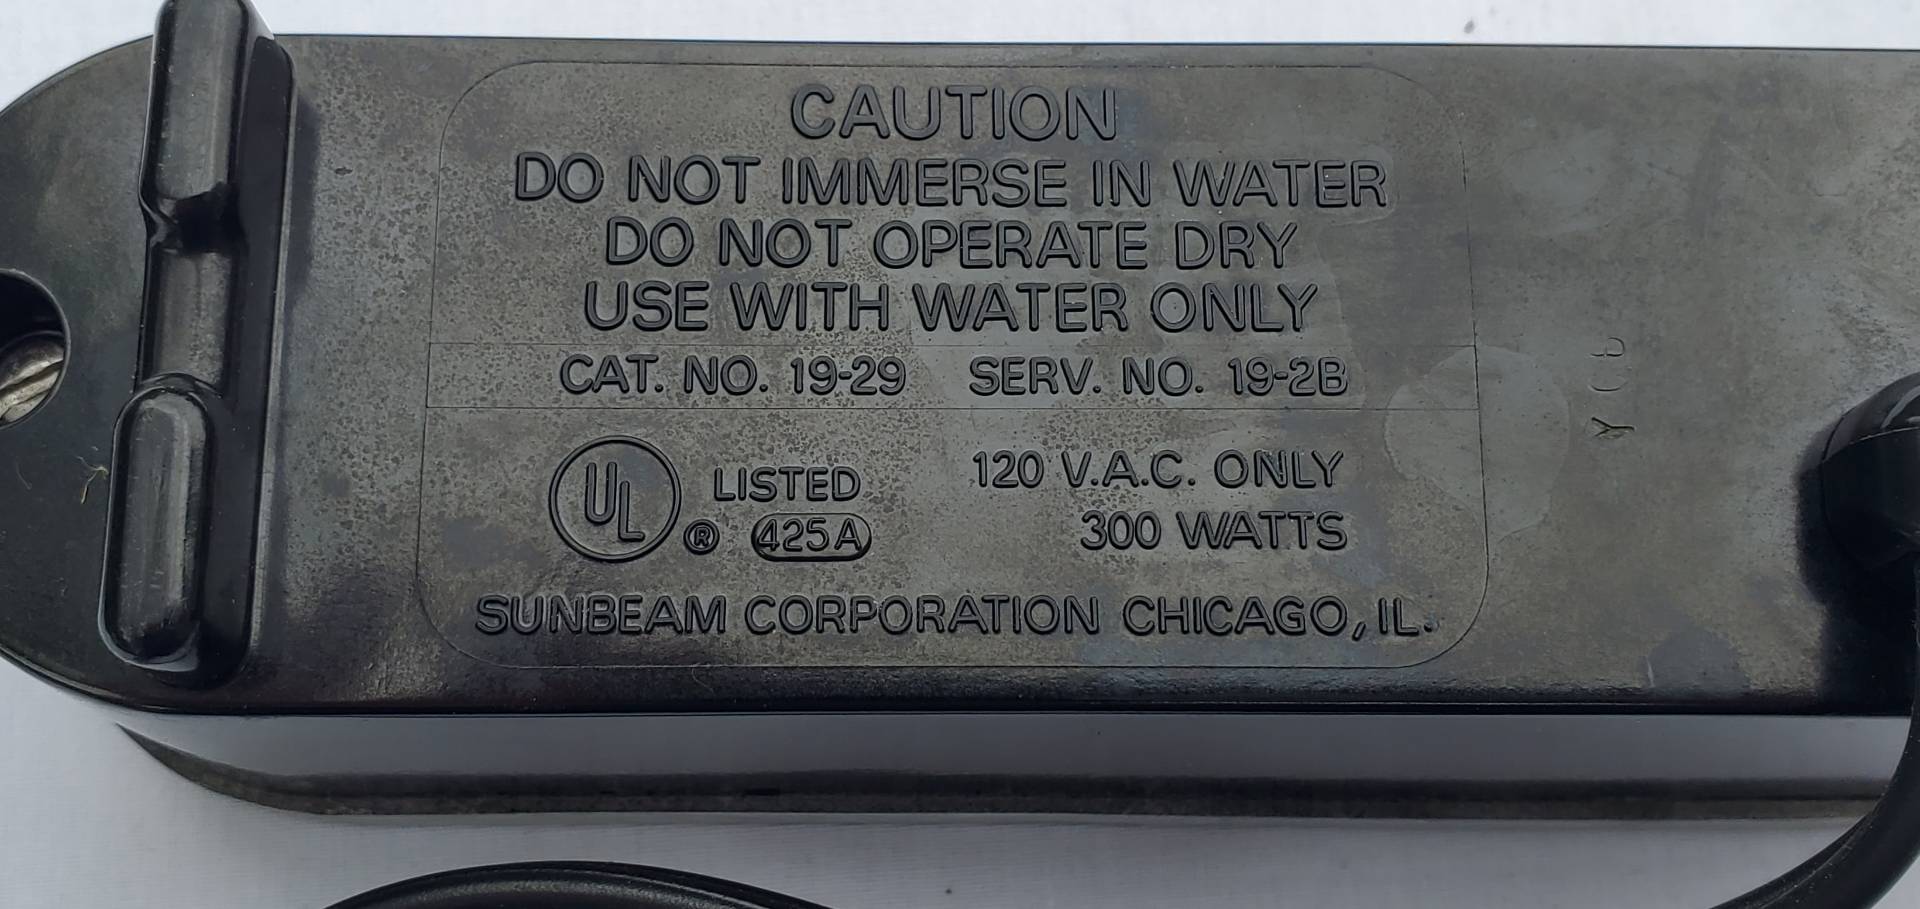 CAUTION
DO NOT IMMERSE IN WATER
DO NOT OPERATE DRY
USE WITH WATER ONLY
CAT. NO. 19-29 SERV. NO. 19-2B
UL ® LISTED 425A
120 V.A.C. ONLY
300 WATTS
SUNBEAM CORPORATION CHICAGO, IL.